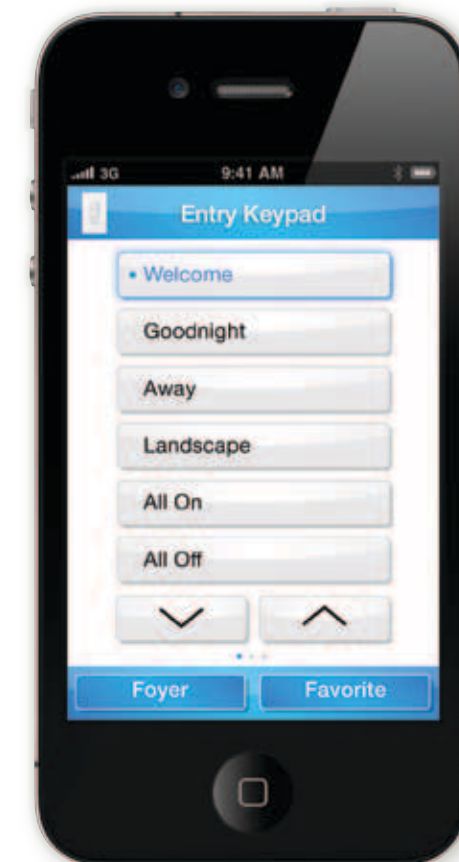 3G 9:41 AM
Entry Keypad
• Welcome
Goodnight
Away
Landscape
All On
All Off
Foyer Favorite